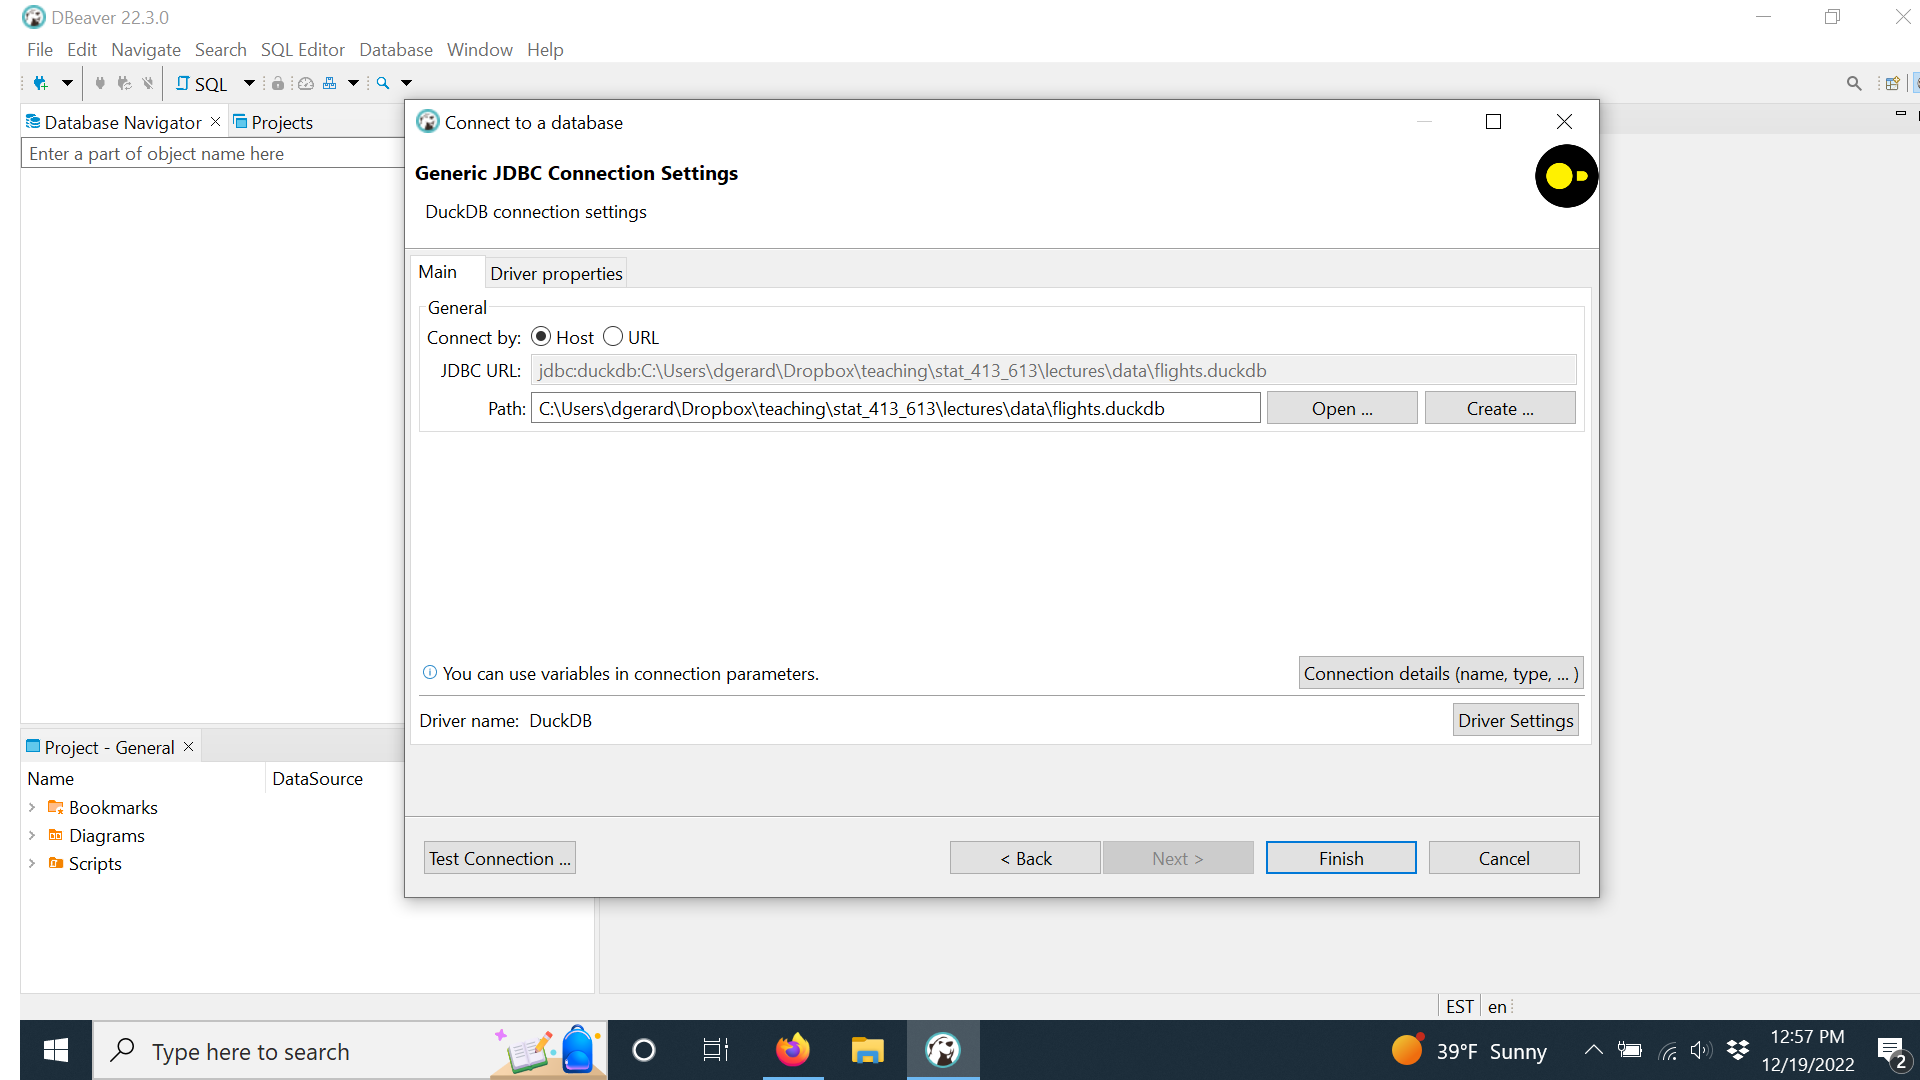 DBeaver 22.3.0
File Edit Navigate Search SQL Editor Database Window Help
SQL
Database Navigator Projects
Enter a part of object name here
Connect to a database
Generic JDBC Connection Settings
DuckDB connection settings
Main Driver properties
General
Connect by: Host URL
JDBC URL: jdbc:duckdb:C:\Users\dgerard\Dropbox\teaching\stat_413_613\lectures\data\flights.duckdb
Path: C:\Users\dgerard\Dropbox\teaching\stat_413_613\lectures\data\flights.duckdb Open ... Create ...
You can use variables in connection parameters. Connection details (name, type, ... )
Driver name: DuckDB Driver Settings
Project - General
Name DataSource
Bookmarks
Diagrams
Scripts
Test Connection ... < Back Next > Finish Cancel
EST en
Type here to search
39°F Sunny
12:57 PM
12/19/2022
2